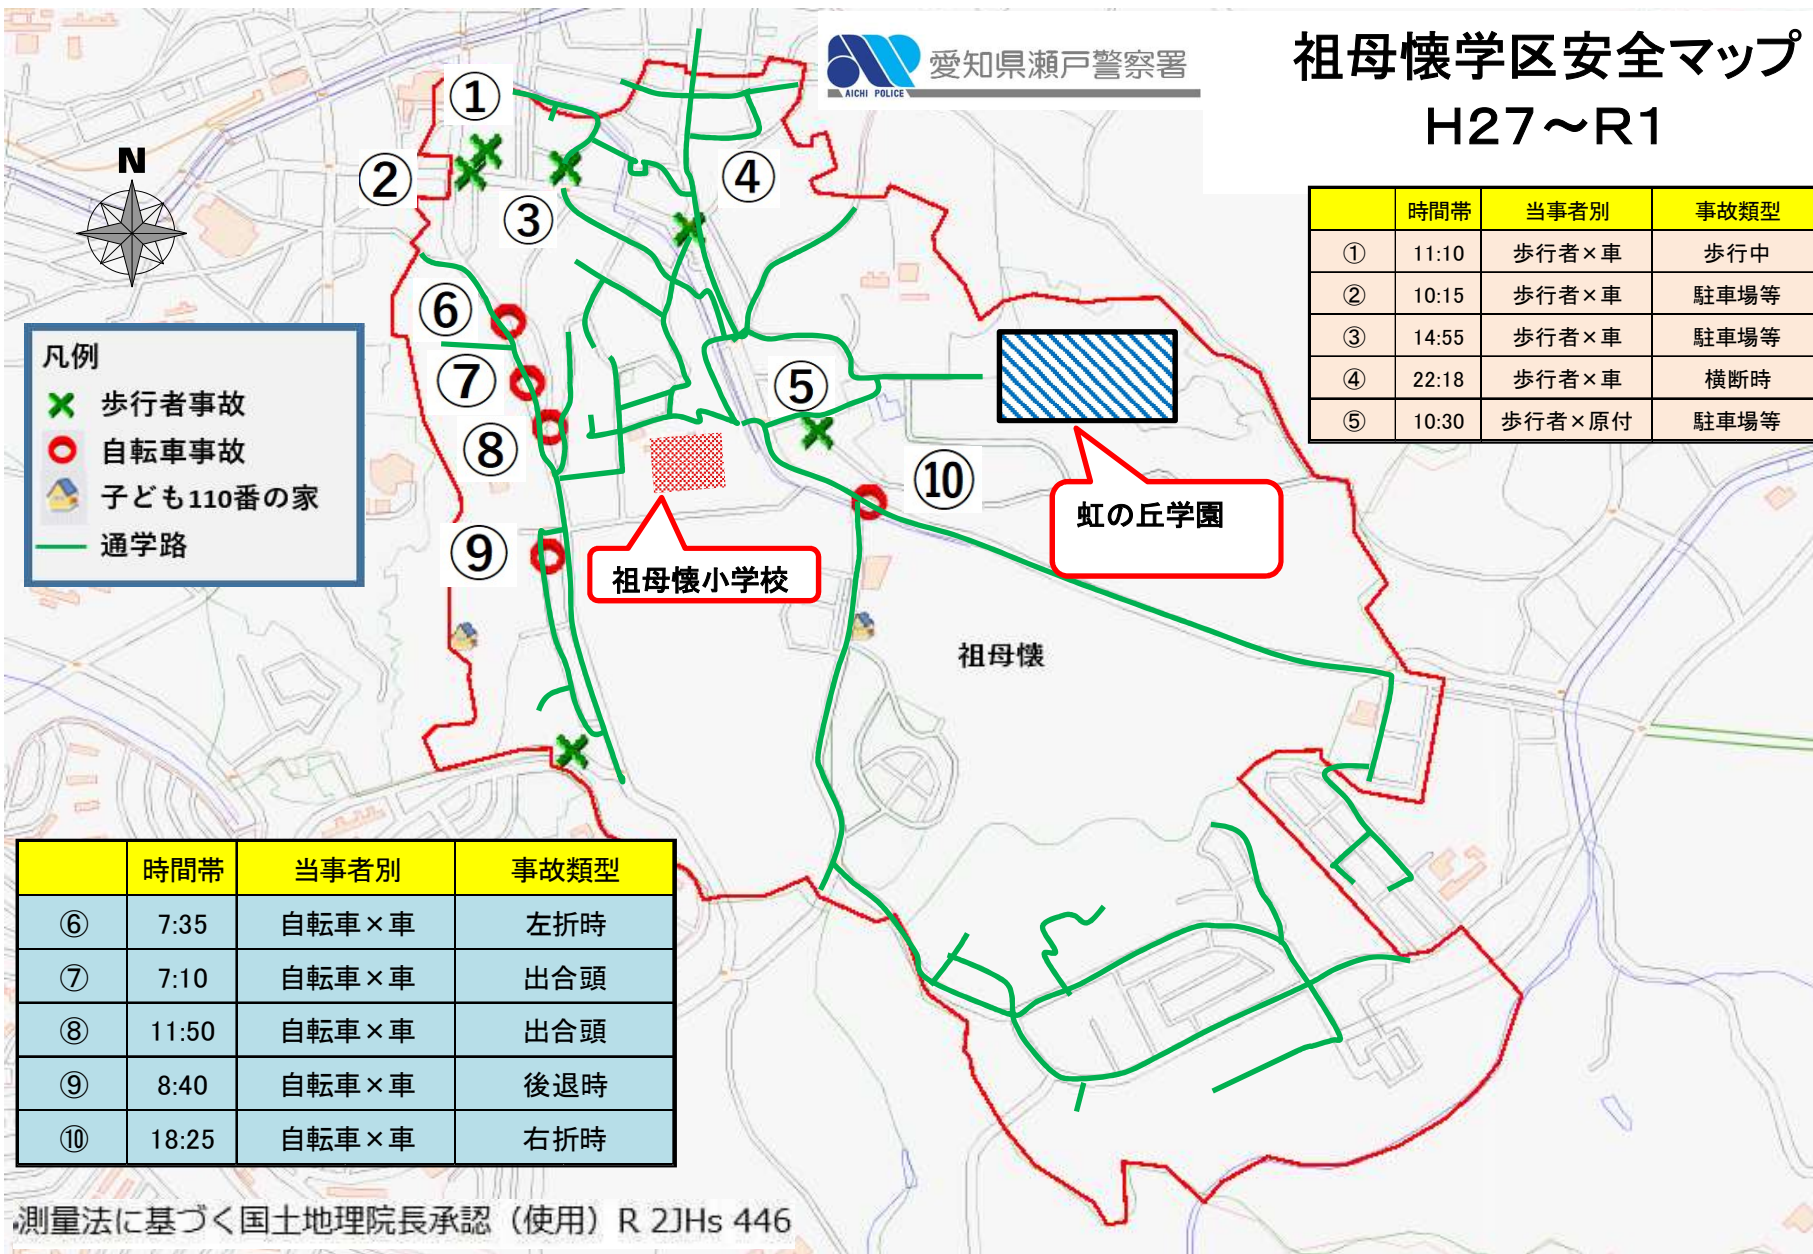 祖母懐学区安全マップ
H27～R1
愛知県瀬戸警察署
AICHI POLICE
N
①
②
③
④
⑤
⑥
⑦
⑧
⑨
⑩
時間帯 当事者別 事故類型
① 11:10 歩行者×車 歩行中
② 10:15 歩行者×車 駐車場等
③ 14:55 歩行者×車 駐車場等
④ 22:18 歩行者×車 横断時
⑤ 10:30 歩行者×原付 駐車場等
凡例
歩行者事故
自転車事故
子ども110番の家
通学路
虹の丘学園
祖母懐小学校
祖母懐
時間帯 当事者別 事故類型
⑥ 7:35 自転車×車 左折時
⑦ 7:10 自転車×車 出合頭
⑧ 11:50 自転車×車 出合頭
⑨ 8:40 自転車×車 後退時
⑩ 18:25 自転車×車 右折時
測量法に基づく国土地理院長承認（使用）R 2JHs 446